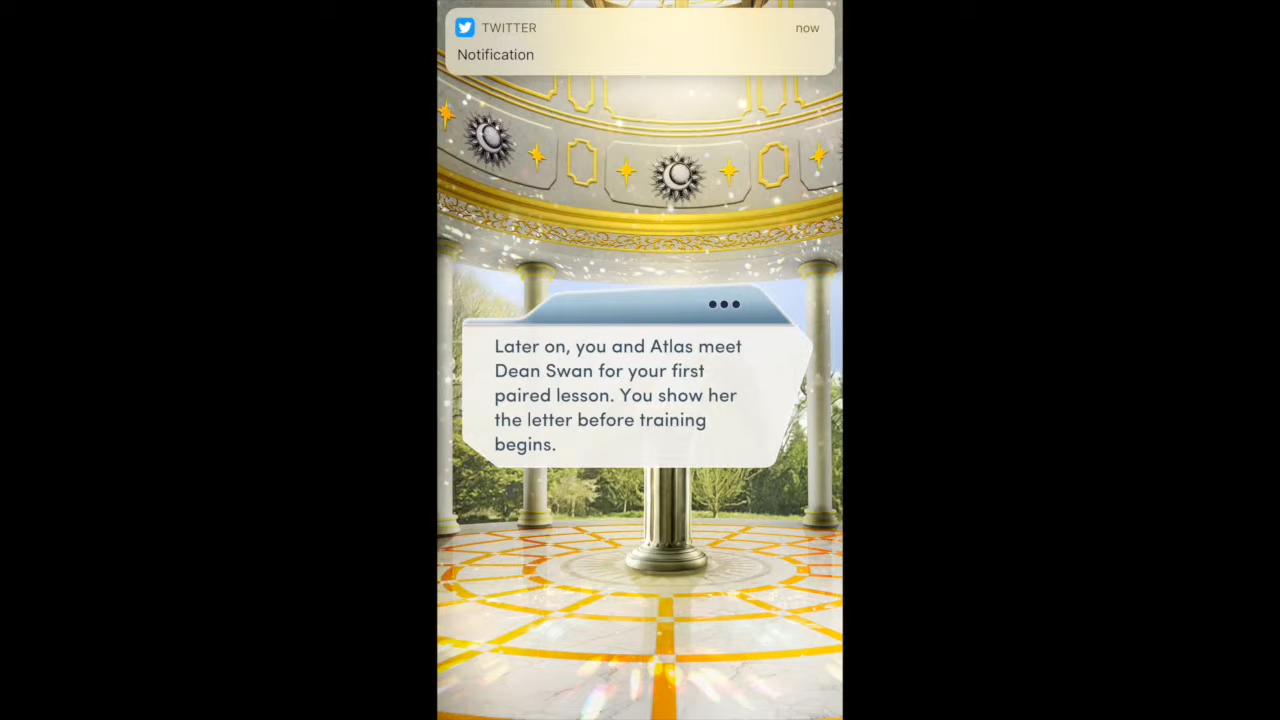 TWITTER now
Notification
Later on, you and Atlas meet
Dean Swan for your first
paired lesson. You show her
the letter before training
begins.